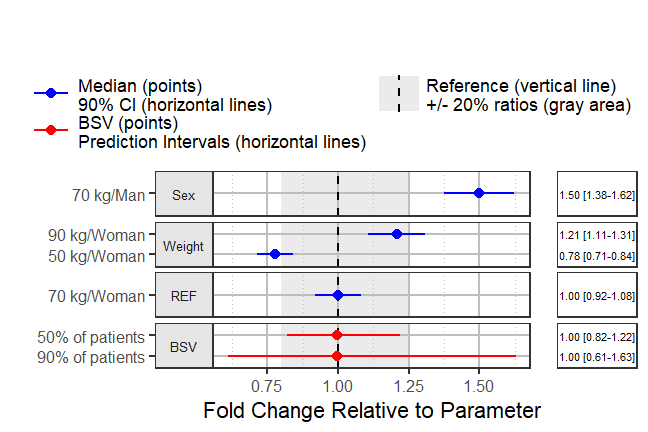 Median (points)
90% CI (horizontal lines)
BSV (points)
Prediction Intervals (horizontal lines)
Reference (vertical line)
+/- 20% ratios (gray area)
70 kg/Man Sex 1.50 [1.38-1.62]
90 kg/Woman Weight 1.21 [1.11-1.31]
50 kg/Woman 0.78 [0.71-0.84]
70 kg/Woman REF 1.00 [0.92-1.08]
50% of patients BSV 1.00 [0.82-1.22]
90% of patients 1.00 [0.61-1.63]
0.75 1.00 1.25 1.50
Fold Change Relative to Parameter